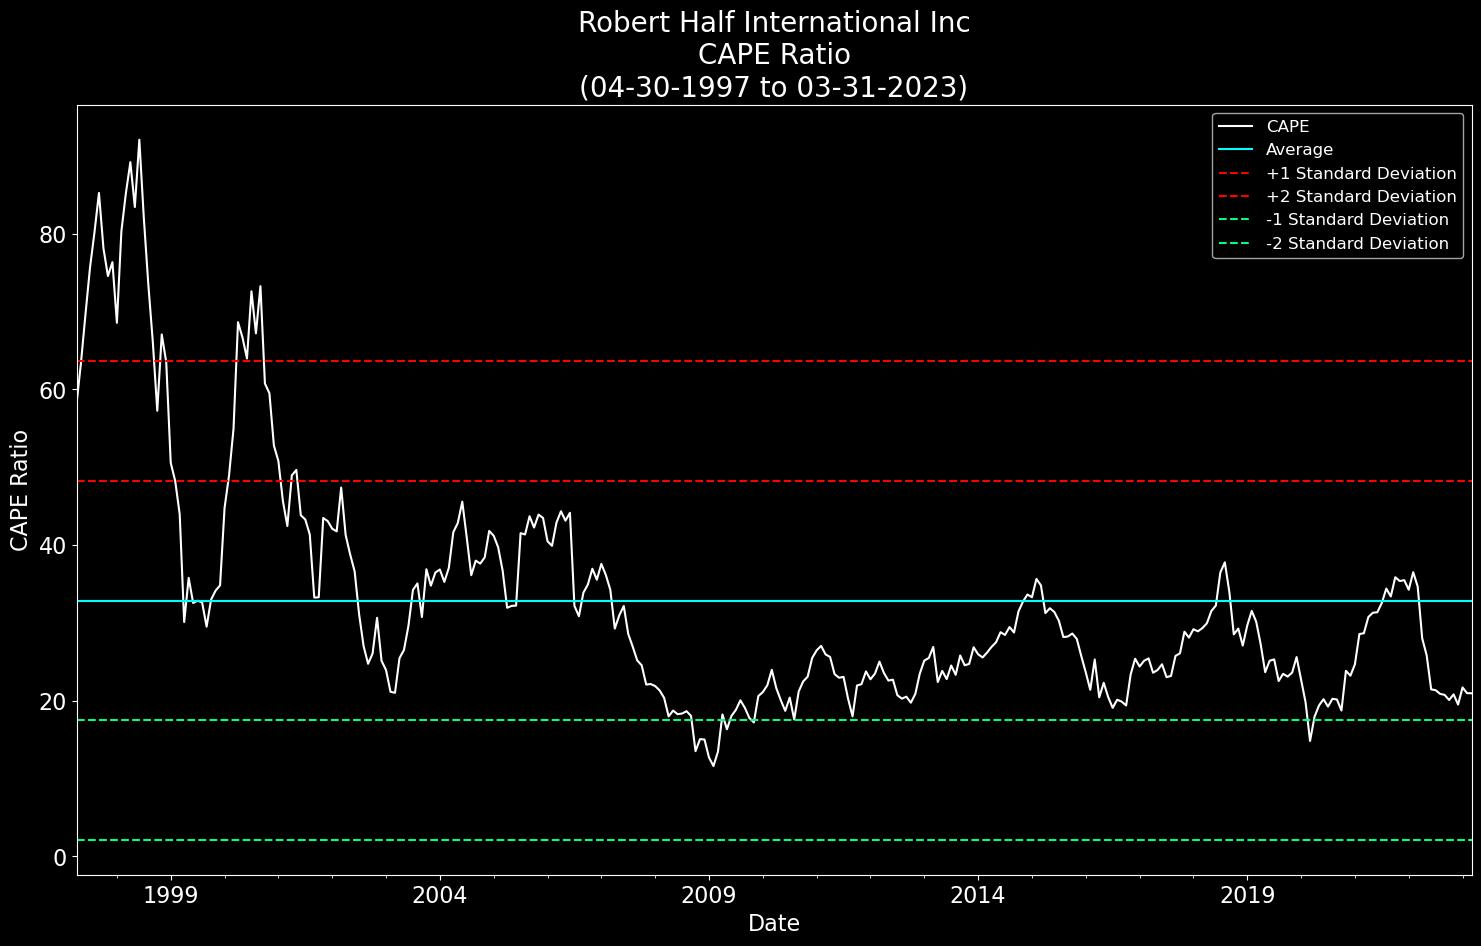 Robert Half International Inc
CAPE Ratio
(04-30-1997 to 03-31-2023)
CAPE
Average
+1 Standard Deviation
+2 Standard Deviation
-1 Standard Deviation
-2 Standard Deviation
CAPE Ratio
80
60
40
20
0
1999
2004
2009
2014
2019
Date